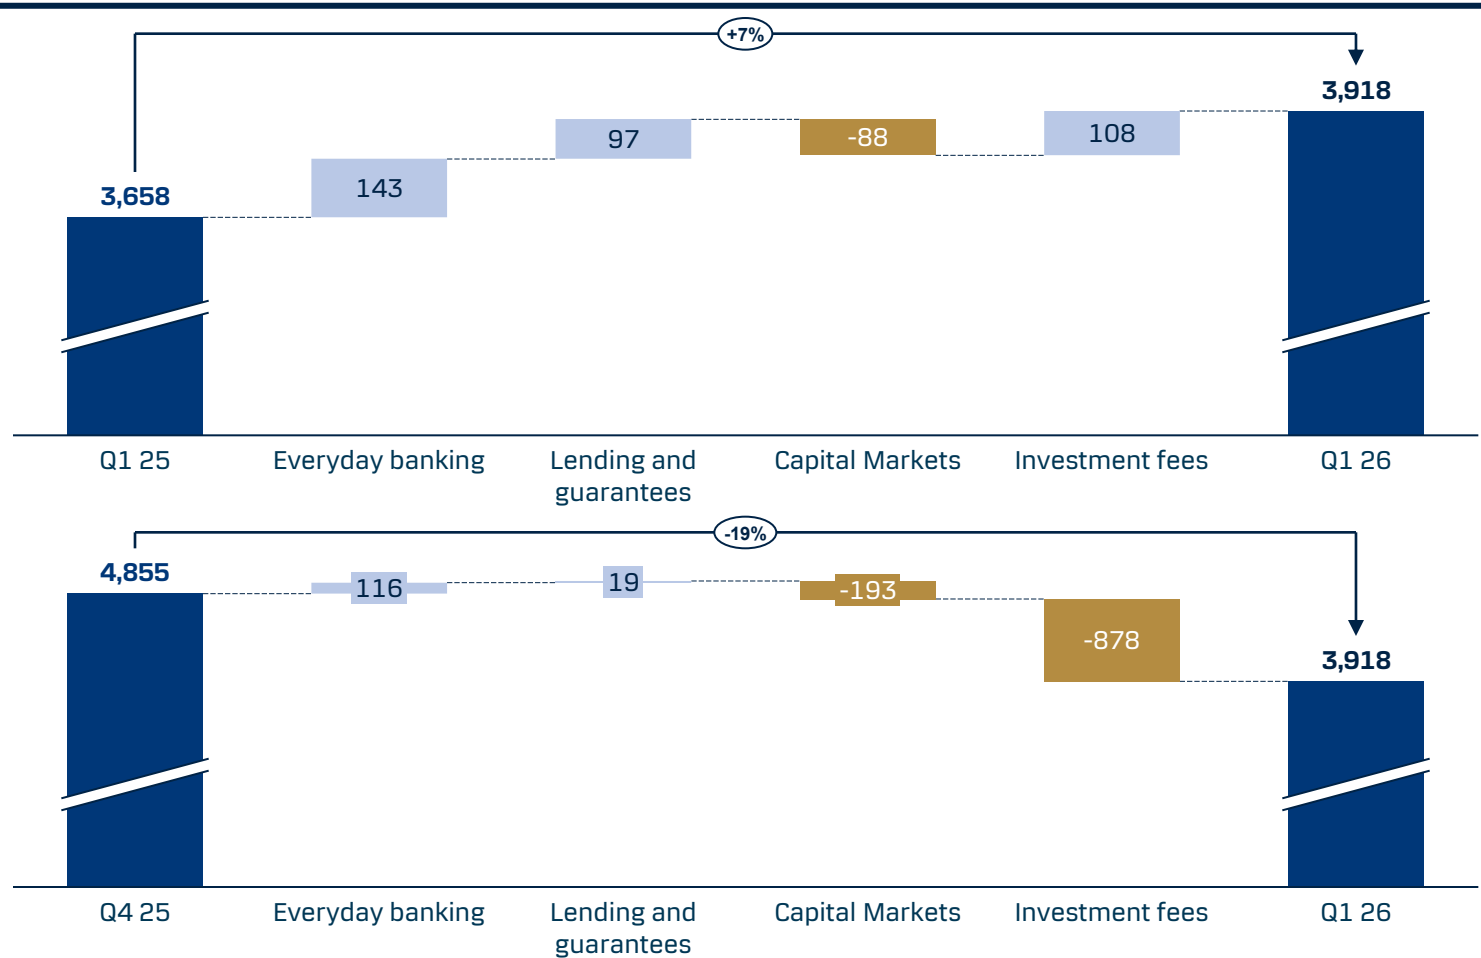 +7%
3,918
97
-88
108
143
3,658
Q1 25
Everyday banking
Lending and
guarantees
Capital Markets
Investment fees
Q1 26
-19%
4,855
116
19
-193
-878
3,918
Q4 25
Everyday banking
Lending and
guarantees
Capital Markets
Investment fees
Q1 26